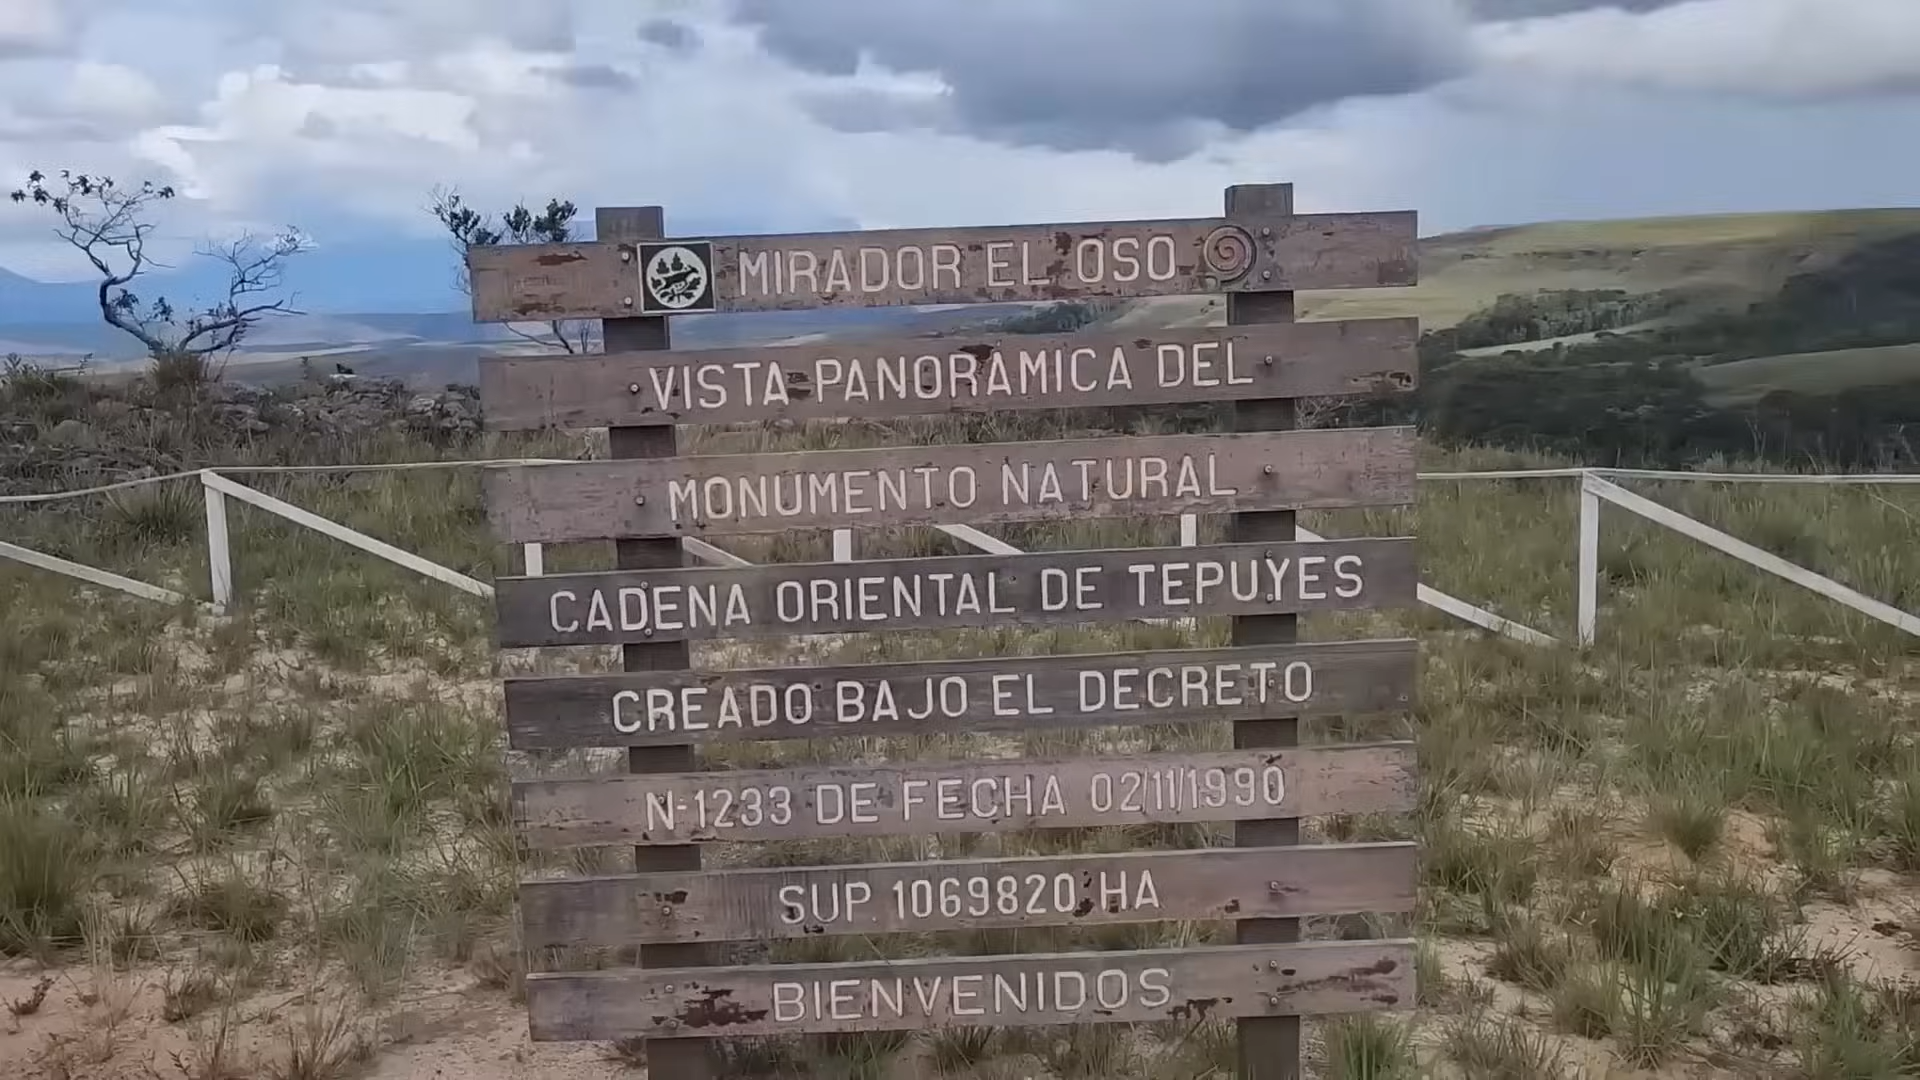 MIRADOR EL OSO
VISTA PANORAMICA DEL
MONUMENTO NATURAL
CADENA ORIENTAL DE TEPUYES
CREADO BAJO EL DECRETO
N-1233 DE FECHA 02/11/1990
SUP. 1069820 HA
BIENVENIDOS